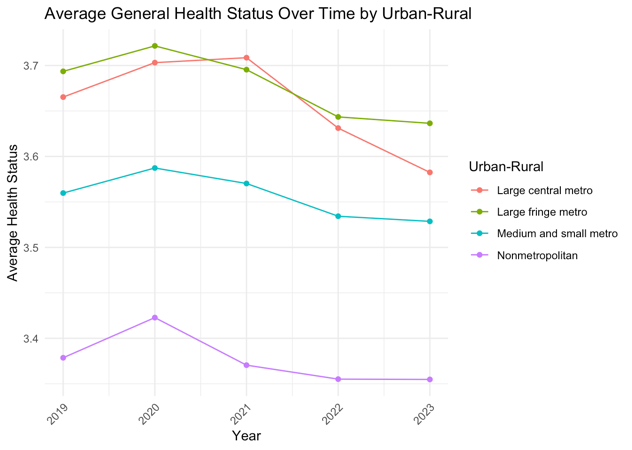 Average General Health Status Over Time by Urban-Rural
Average Health Status
3.7
3.6
3.5
3.4
2019
2020
2021
2022
2023
Year
Urban-Rural
Large central metro
Large fringe metro
Medium and small metro
Nonmetropolitan